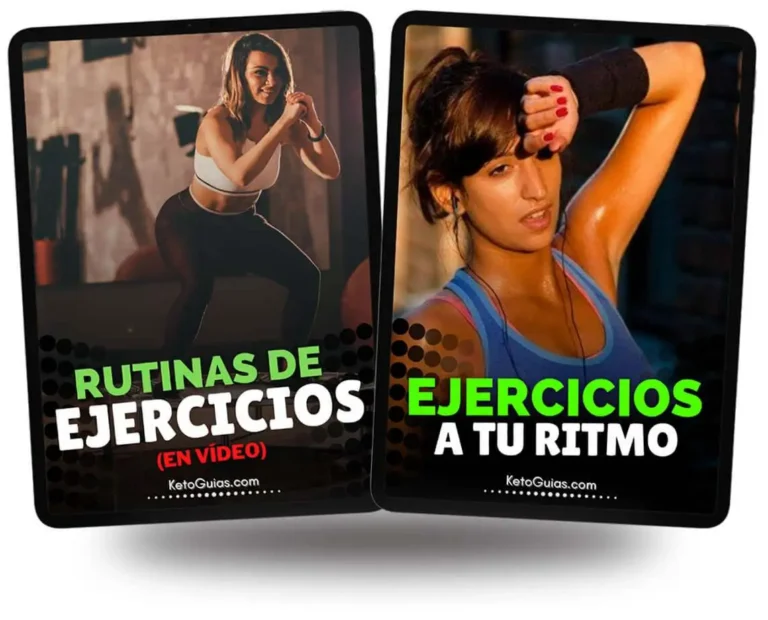 RUTINAS DE
EJERCICIOS
(EN VÍDEO)
KetoGuias.com
EJERCICIOS
A TU RITMO
KetoGuias.com